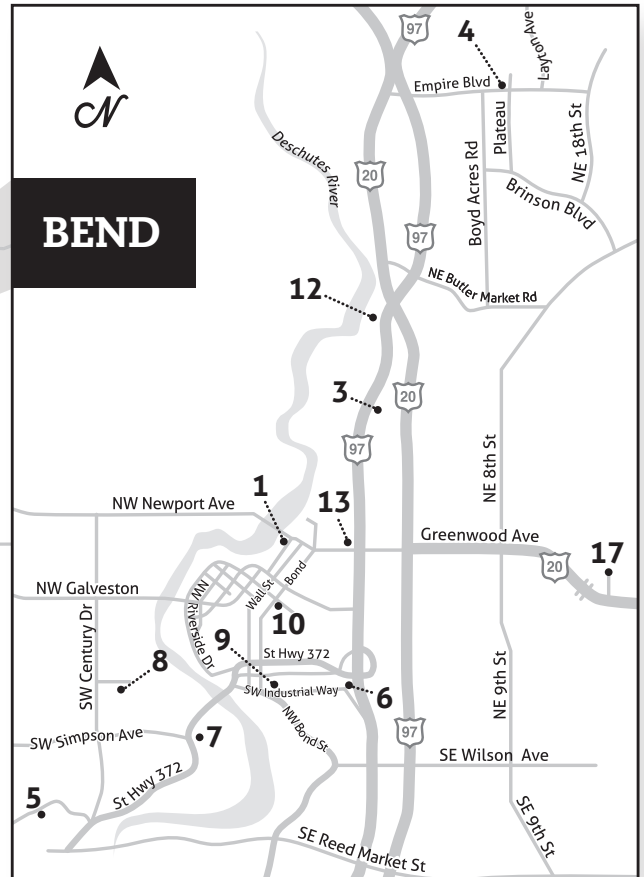 97
4
Layton Ave
Empire Blvd
N
Plateau
NE 18th St
Deschutes River
20
Boyd Acres Rd
Brinson Blvd
BEND
97
NE Butler Market Rd
12
3
20
97
NE 8th St
1
13
NW Newport Ave
Greenwood Ave
17
20
NW Galveston
NW Riverside Dr
Wall St
Bond
10
SW Century Dr
9
St Hwy 372
8
SW Industrial Way
6
NE 9th St
7
NW Bond St
97
SW Simpson Ave
SE Wilson Ave
St Hwy 372
5
SE 9th St
SE Reed Market St